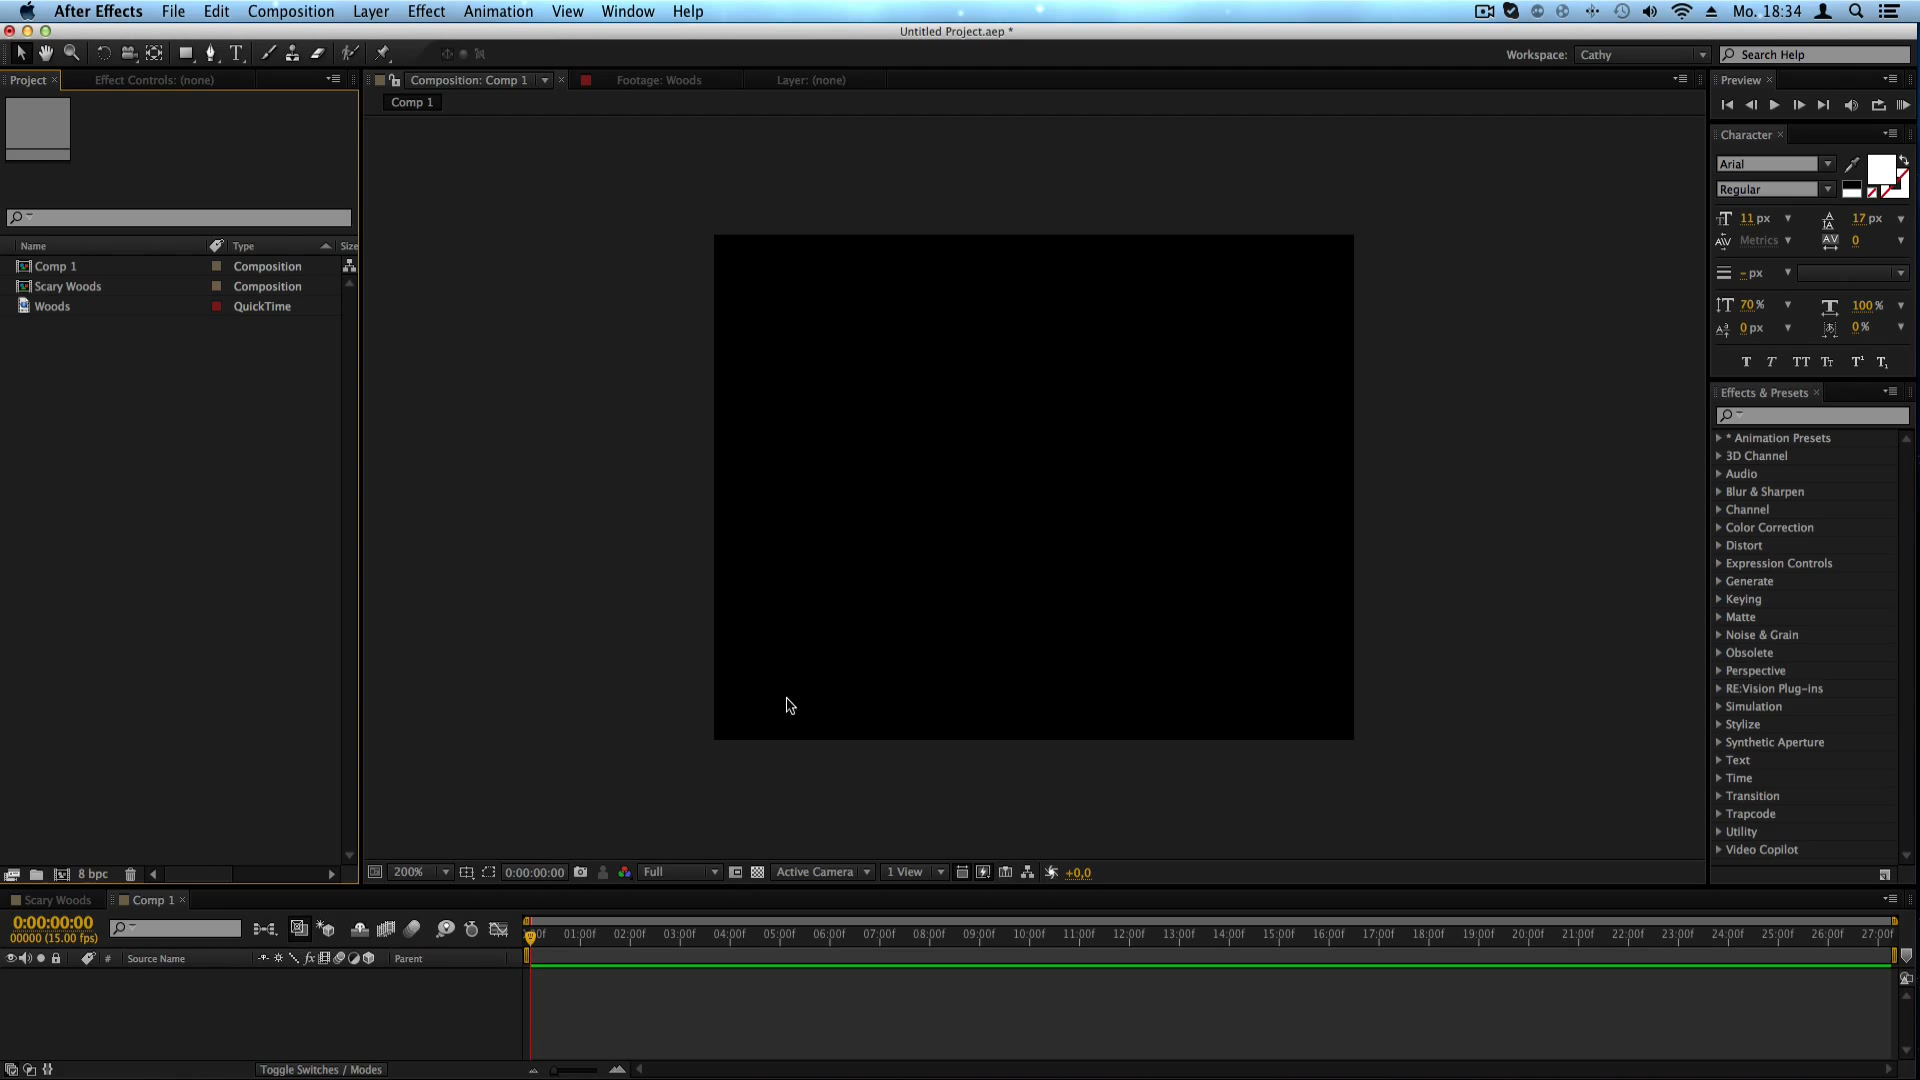 After Effects File Edit Composition Layer Effect Animation View Window Help Mo. 18:34
Untitled Project.aep *
Workspace: Cathy Search Help
Project Effect Controls: (none) Composition: Comp 1 Footage: Woods Layer: (none) Preview
Comp 1
Character
Arial
Regular
11 px 17 px
Metrics 0
- px
70 % 100 %
0 px 0 %
T T TT Tt T¹ T₁
Name Type Size
Comp 1 Composition
Scary Woods Composition
Woods QuickTime
Effects & Presets
* Animation Presets
3D Channel
Audio
Blur & Sharpen
Channel
Color Correction
Distort
Expression Controls
Generate
Keying
Matte
Noise & Grain
Obsolete
Perspective
RE:Vision Plug-ins
Simulation
Stylize
Synthetic Aperture
Text
Time
Transition
Trapcode
Utility
Video Copilot
8 bpc 200% 0:00:00:00 Full Active Camera 1 View +0,0
Scary Woods Comp 1
0:00:00:00
00000 (15.00 fps)
00f 01:00f 02:00f 03:00f 04:00f 05:00f 06:00f 07:00f 08:00f 09:00f 10:00f 11:00f 12:00f 13:00f 14:00f 15:00f 16:00f 17:00f 18:00f 19:00f 20:00f 21:00f 22:00f 23:00f 24:00f 25:00f 26:00f 27:00f
# Source Name fx Parent
Toggle Switches / Modes